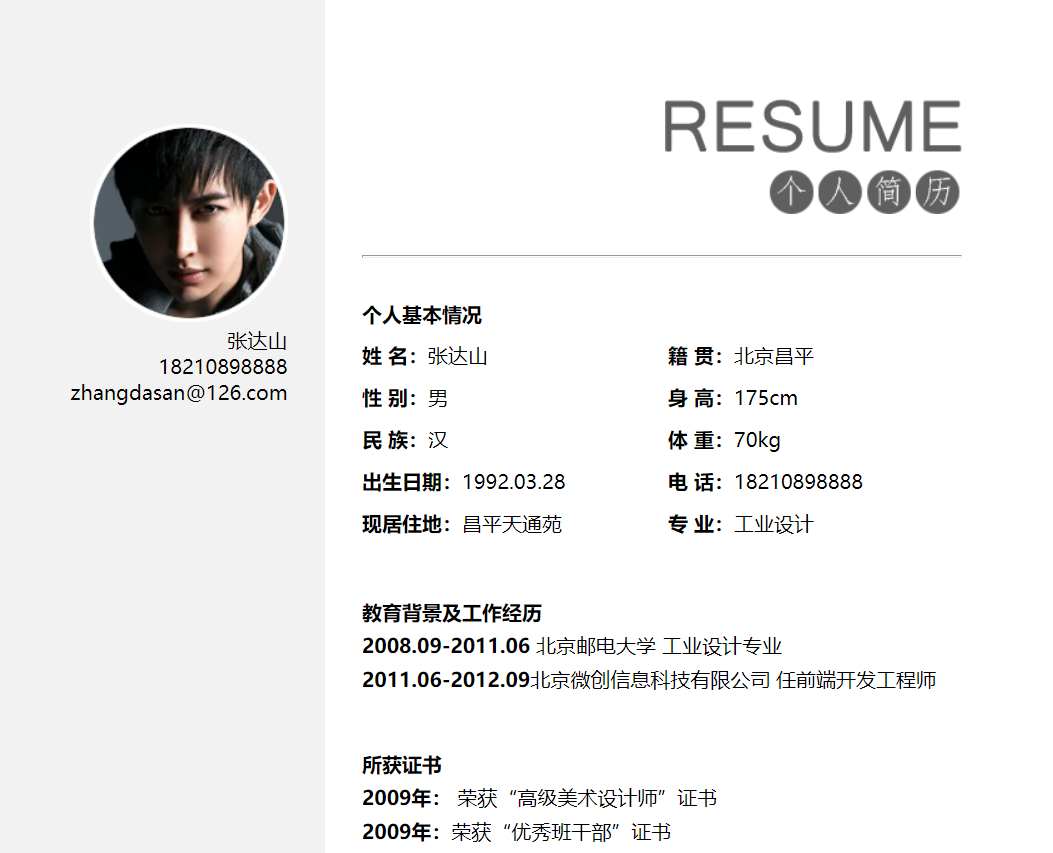 张达山
18210898888
zhangdasan@126.com
RESUME
个人简历
个人基本情况
姓 名：张达山 籍 贯：北京昌平
性 别：男 身 高：175cm
民 族：汉 体 重：70kg
出生日期：1992.03.28 电 话：18210898888
现居住地：昌平天通苑 专 业：工业设计
教育背景及工作经历
2008.09-2011.06 北京邮电大学 工业设计专业
2011.06-2012.09北京微创信息科技有限公司 任前端开发工程师
所获证书
2009年： 荣获“高级美术设计师”证书
2009年：荣获“优秀班干部”证书